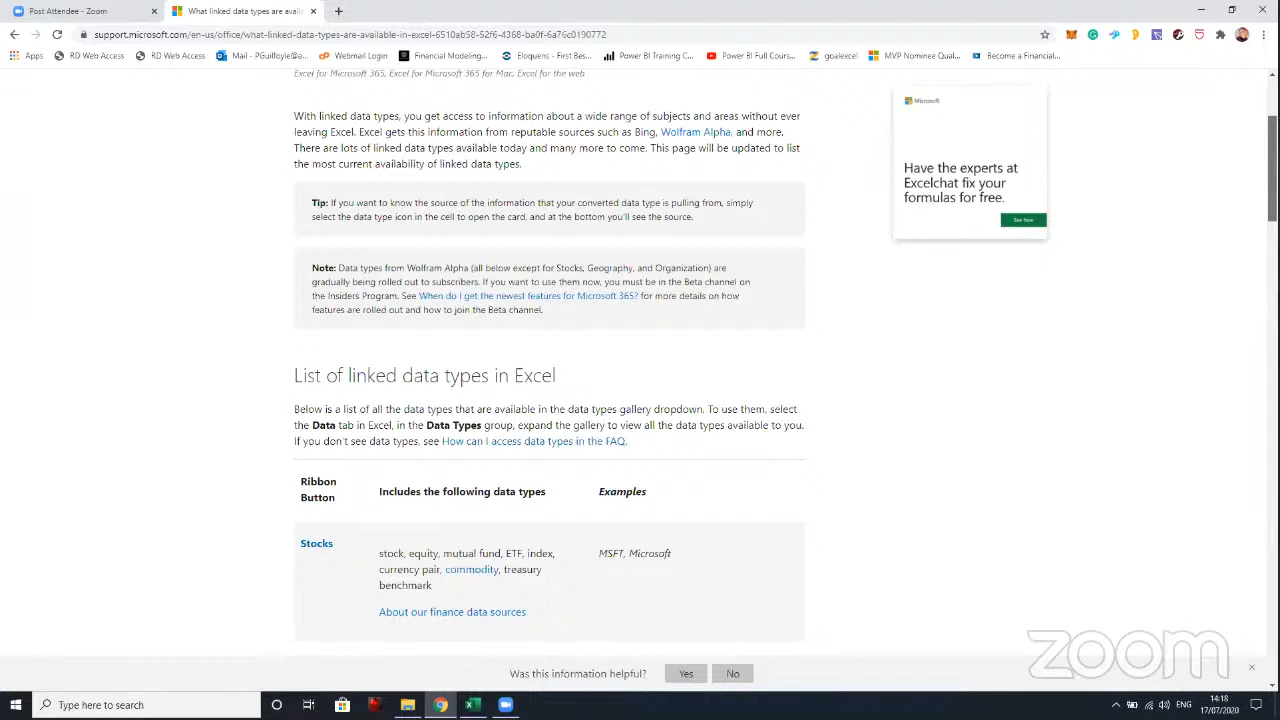 Post Attendee - Zoom
What linked data types are avail
support.microsoft.com/en-us/office/what-linked-data-types-are-available-in-excel-6510ab58-52f6-4368-ba0f-6a76c0190772
Apps RD Web Access RD Web Access Mail - PGuilfoyle@... Webmail Login Financial Modeling... Eloquens - First Bes... Power BI Training C... Power BI Full Cours... goalexcel MVP Nominee Qual... Become a Financial...
Excel for Microsoft 365, Excel for Microsoft 365 for Mac, Excel for the web
With linked data types, you get access to information about a wide range of subjects and areas without ever
leaving Excel. Excel gets this information from reputable sources such as Bing, Wolfram Alpha, and more.
There are lots of linked data types available today and many more to come. This page will be updated to list
the most current availability of linked data types.
Tip: If you want to know the source of the information that your converted data type is pulling from, simply
select the data type icon in the cell to open the card, and at the bottom you'll see the source.
Note: Data types from Wolfram Alpha (all below except for Stocks, Geography, and Organization) are
gradually being rolled out to subscribers. If you want to use them now, you must be in the Beta channel on
the Insiders Program. See When do I get the newest features for Microsoft 365? for more details on how
features are rolled out and how to join the Beta channel.
Microsoft
Have the experts at
Excelchat fix your
formulas for free.
See how
List of linked data types in Excel
Below is a list of all the data types that are available in the data types gallery dropdown. To use them, select
the Data tab in Excel, in the Data Types group, expand the gallery to view all the data types available to you.
If you don't see data types, see How can I access data types in the FAQ.
Ribbon
Button
Includes the following data types
Examples
Stocks
stock, equity, mutual fund, ETF, index,
currency pair, commodity, treasury
benchmark
About our finance data sources
MSFT, Microsoft
zoom
Was this information helpful? Yes No
Type here to search
ENG
14:18
17/07/2020